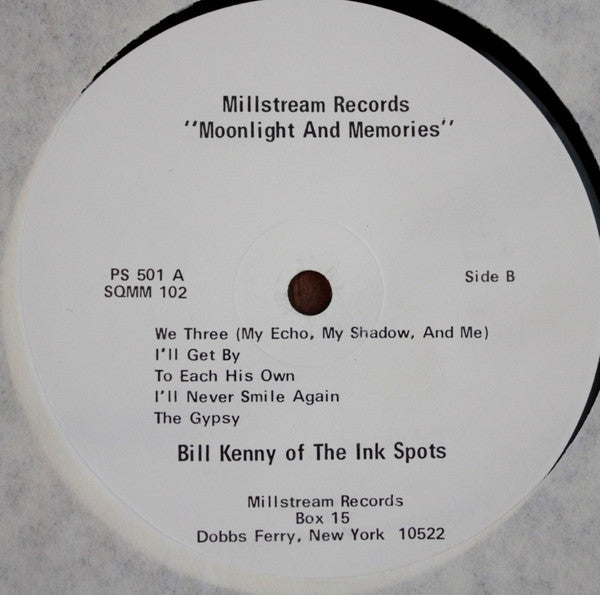 Millstream Records
"Moonlight And Memories"
PS 501 A
SQMM 102
Side B
We Three (My Echo, My Shadow, And Me)
I'll Get By
To Each His Own
I'll Never Smile Again
The Gypsy
Bill Kenny of The Ink Spots
Millstream Records
Box 15
Dobbs Ferry, New York 10522